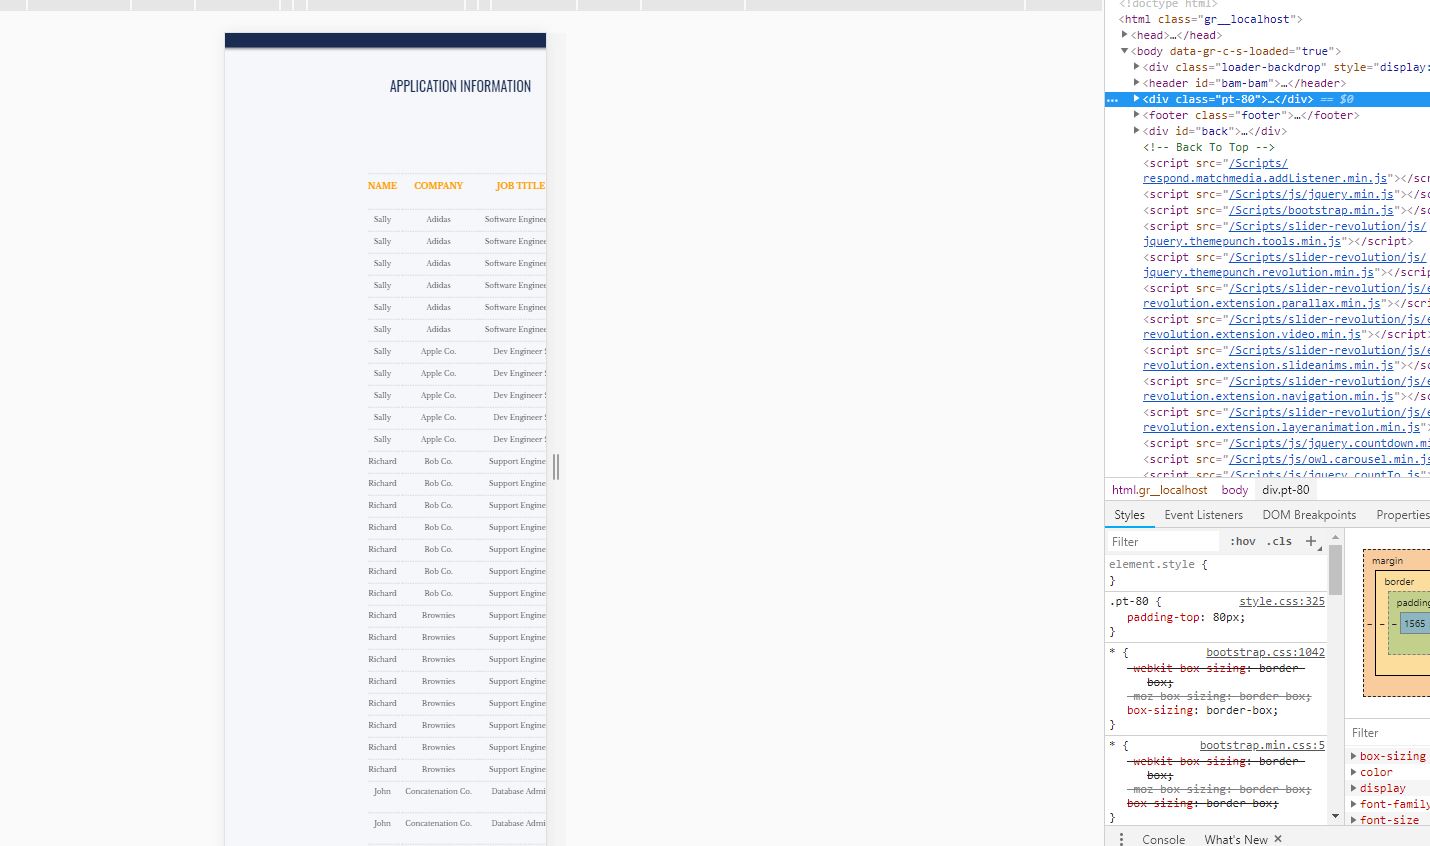 APPLICATION INFORMATION
NAME COMPANY JOB TITLE
Sally Adidas Software Enginee
Sally Adidas Software Enginee
Sally Adidas Software Enginee
Sally Adidas Software Enginee
Sally Adidas Software Enginee
Sally Adidas Software Enginee
Sally Apple Co. Dev Engineer S
Sally Apple Co. Dev Engineer S
Sally Apple Co. Dev Engineer S
Sally Apple Co. Dev Engineer S
Sally Apple Co. Dev Engineer S
Richard Bob Co. Support Engine
Richard Bob Co. Support Engine
Richard Bob Co. Support Engine
Richard Bob Co. Support Engine
Richard Bob Co. Support Engine
Richard Bob Co. Support Engine
Richard Bob Co. Support Engine
Richard Brownies Support Engine
Richard Brownies Support Engine
Richard Brownies Support Engine
Richard Brownies Support Engine
Richard Brownies Support Engine
Richard Brownies Support Engine
Richard Brownies Support Engine
Richard Brownies Support Engine
John Concatenation Co. Database Admi
John Concatenation Co. Database Admi
<!doctype html>
<html class="gr__localhost">
<head>…</head>
<body data-gr-c-s-loaded="true">
<div class="loader-backdrop" style="display:
<header id="bam-bam">…</header>
… <div class="pt-80">…</div> == $0
<footer class="footer">…</footer>
<div id="back">…</div>
<!-- Back To Top -->
<script src="/Scripts/
respond.matchmedia.addListener.min.js"></scr
<script src="/Scripts/js/jquery.min.js"></sc
<script src="/Scripts/bootstrap.min.js"></sc
<script src="/Scripts/slider-revolution/js/
jquery.themepunch.tools.min.js"></script>
<script src="/Scripts/slider-revolution/js/
jquery.themepunch.revolution.min.js"></scrip
<script src="/Scripts/slider-revolution/js/e
revolution.extension.parallax.min.js"></scri
<script src="/Scripts/slider-revolution/js/e
revolution.extension.video.min.js"></script>
<script src="/Scripts/slider-revolution/js/e
revolution.extension.slideanims.min.js"></sc
<script src="/Scripts/slider-revolution/js/e
revolution.extension.navigation.min.js"></sc
<script src="/Scripts/slider-revolution/js/e
revolution.extension.layeranimation.min.js">
<script src="/Scripts/js/jquery.countdown.mi
<script src="/Scripts/js/owl.carousel.min.js
<script src="/Scripts/js/jquery.countTo.js"
html.gr__localhost body div.pt-80
Styles Event Listeners DOM Breakpoints Properties
Filter :hov .cls +
element.style {
}
.pt-80 { style.css:325
padding-top: 80px;
}
* { bootstrap.css:1042
-webkit-box-sizing: border-
box;
-moz-box-sizing: border-box;
box-sizing: border-box;
}
* { bootstrap.min.css:5
-webkit-box-sizing: border-
box;
-moz-box-sizing: border-box;
box-sizing: border-box;
}
margin
border
padding
– – – 1565
Filter
box-sizing
color
display
font-family
font-size
Console What's New ×